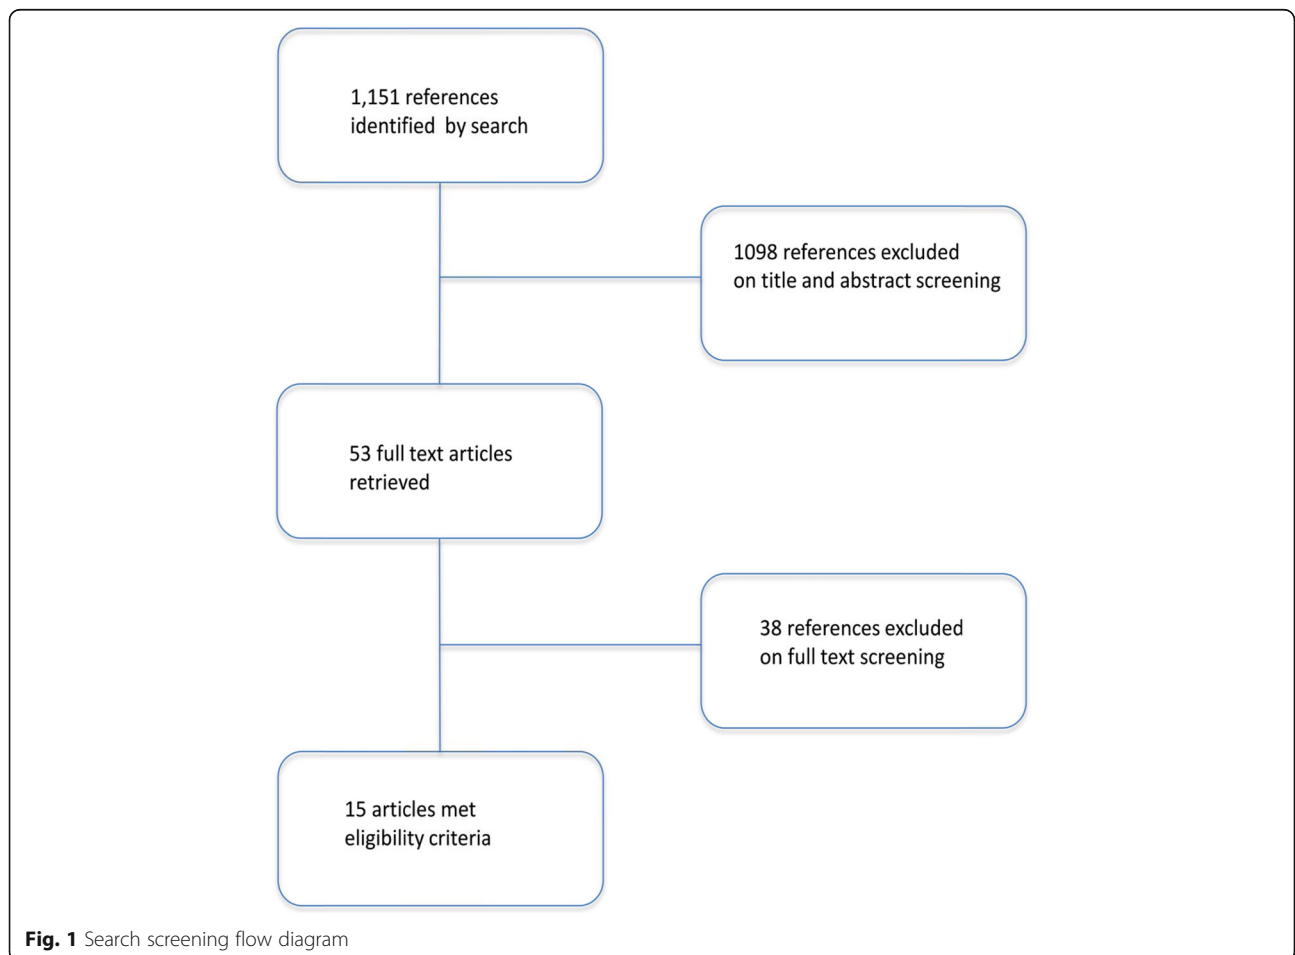 1,151 references
identified by search
1098 references excluded
on title and abstract screening
53 full text articles
retrieved
38 references excluded
on full text screening
15 articles met
eligibility criteria
Fig. 1 Search screening flow diagram